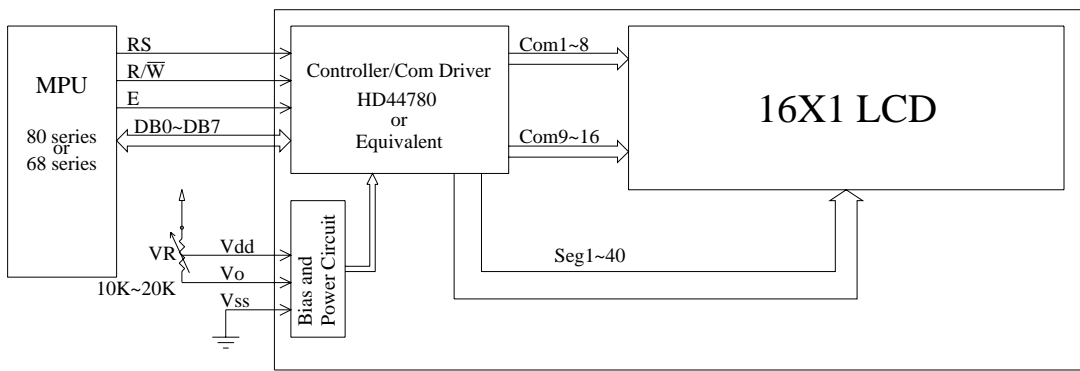 MPU
80 series
or
68 series
RS
R/W̅
E
DB0~DB7
Controller/Com Driver
HD44780
or
Equivalent
Com1~8
Com9~16
16X1 LCD
VR
10K~20K
Vdd
Vo
Vss
Bias and
Power Circuit
Seg1~40